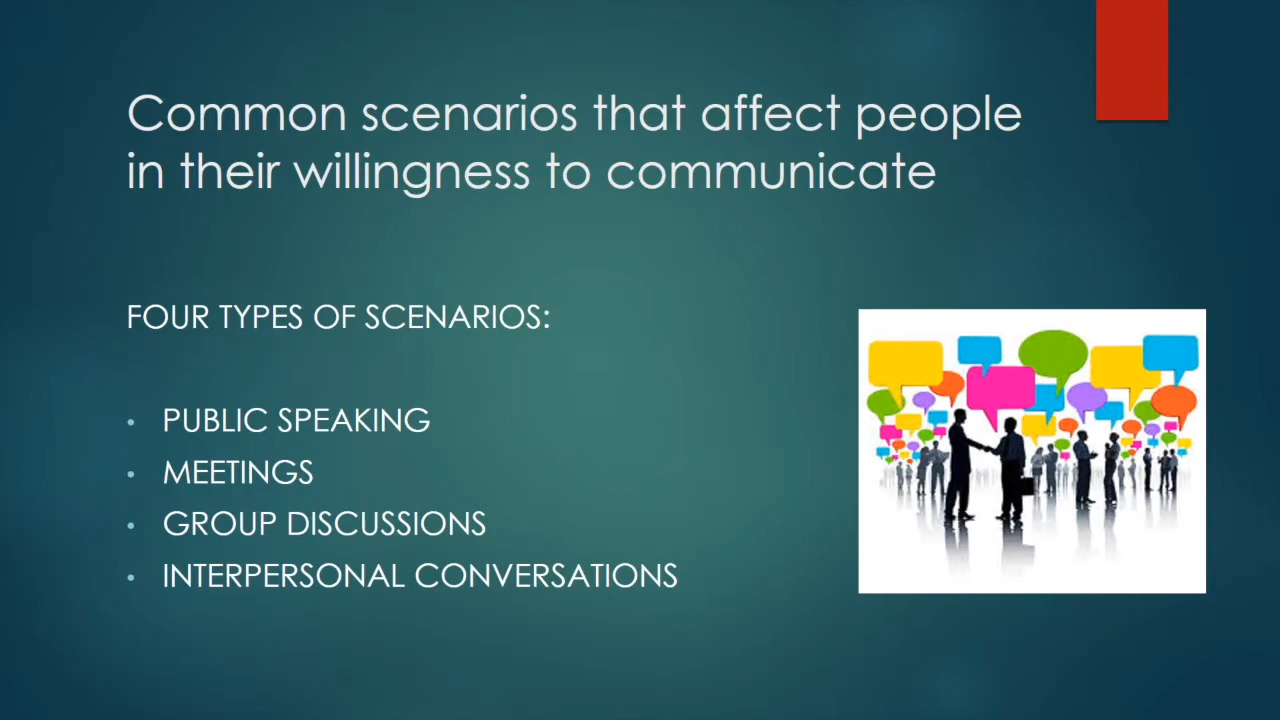 Common scenarios that affect people
in their willingness to communicate
FOUR TYPES OF SCENARIOS:
• PUBLIC SPEAKING
• MEETINGS
• GROUP DISCUSSIONS
• INTERPERSONAL CONVERSATIONS